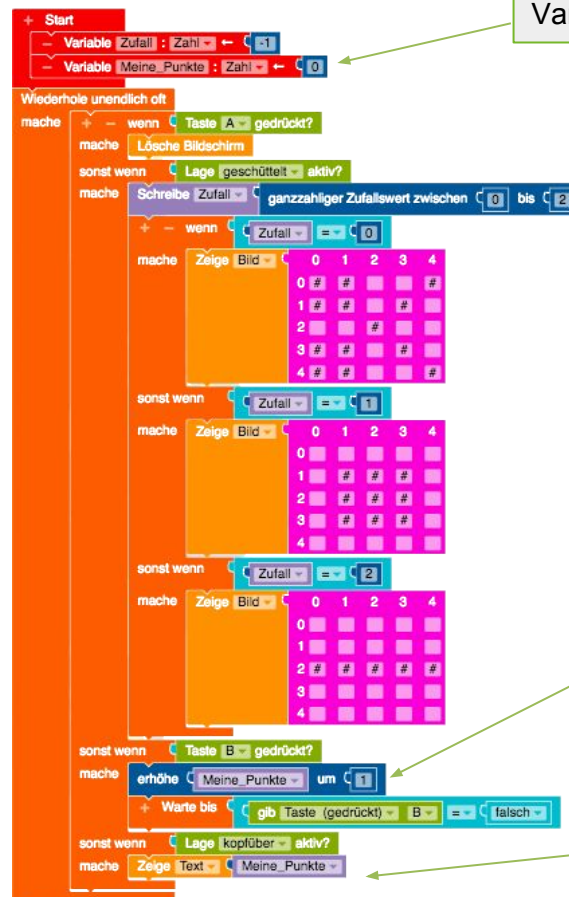 Var
+ Start
– Variable Zufall : Zahl ← -1
– Variable Meine_Punkte : Zahl ← 0
Wiederhole unendlich oft
mache + – wenn Taste A gedrückt?
mache Lösche Bildschirm
sonst wenn Lage geschüttelt aktiv?
mache Schreibe Zufall ganzzahliger Zufallswert zwischen 0 bis 2
+ – wenn Zufall = 0
mache Zeige Bild 0 1 2 3 4
0 # # #
1 # # #
2 #
3 # # #
4 # # #
sonst wenn Zufall = 1
mache Zeige Bild 0 1 2 3 4
0
1 # # #
2 # # #
3 # # #
4
sonst wenn Zufall = 2
mache Zeige Bild 0 1 2 3 4
0
1
2 # # # # #
3
4
sonst wenn Taste B gedrückt?
mache erhöhe Meine_Punkte um 1
+ Warte bis gib Taste (gedrückt) B = falsch
sonst wenn Lage kopfüber aktiv?
mache Zeige Text Meine_Punkte